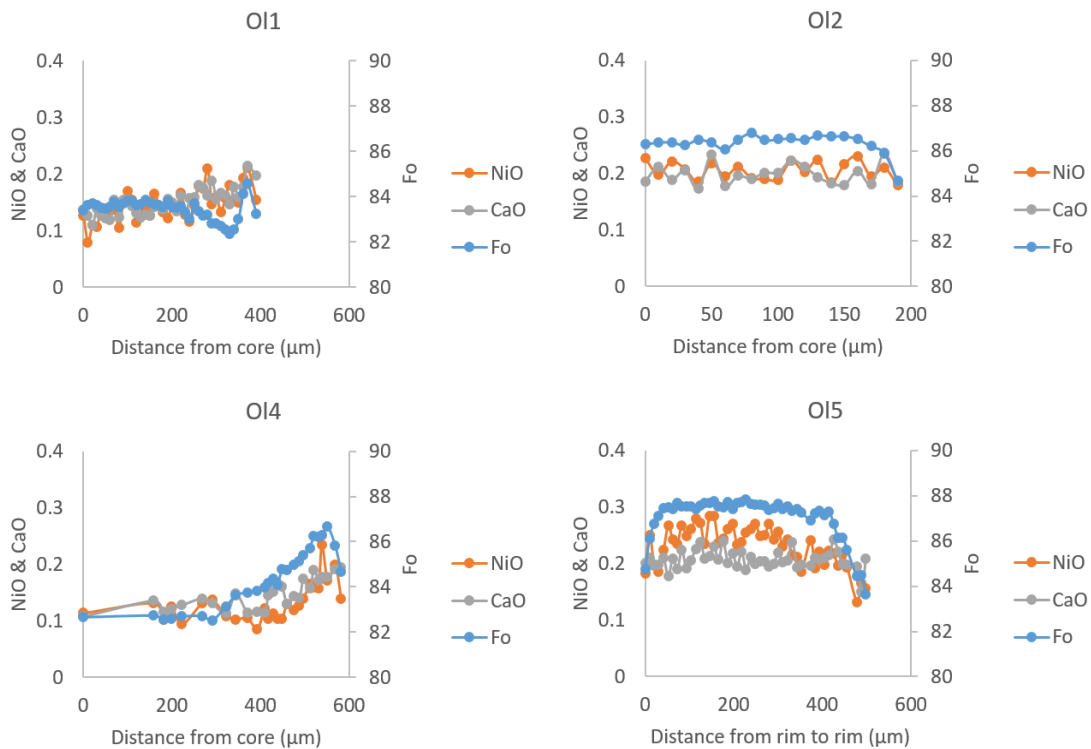 Ol1
0.4
0.3
0.2
0.1
0
NiO & CaO
90
88
86
84
82
80
Fo
0 200 400 600
Distance from core (µm)
NiO
CaO
Fo
Ol2
0.4
0.3
0.2
0.1
0
NiO & CaO
90
88
86
84
82
80
Fo
0 50 100 150 200
Distance from core (µm)
NiO
CaO
Fo
Ol4
0.4
0.3
0.2
0.1
0
NiO & CaO
90
88
86
84
82
80
Fo
0 200 400 600
Distance from core (µm)
NiO
CaO
Fo
Ol5
0.4
0.3
0.2
0.1
0
NiO & CaO
90
88
86
84
82
80
Fo
0 200 400 600
Distance from rim to rim (µm)
NiO
CaO
Fo